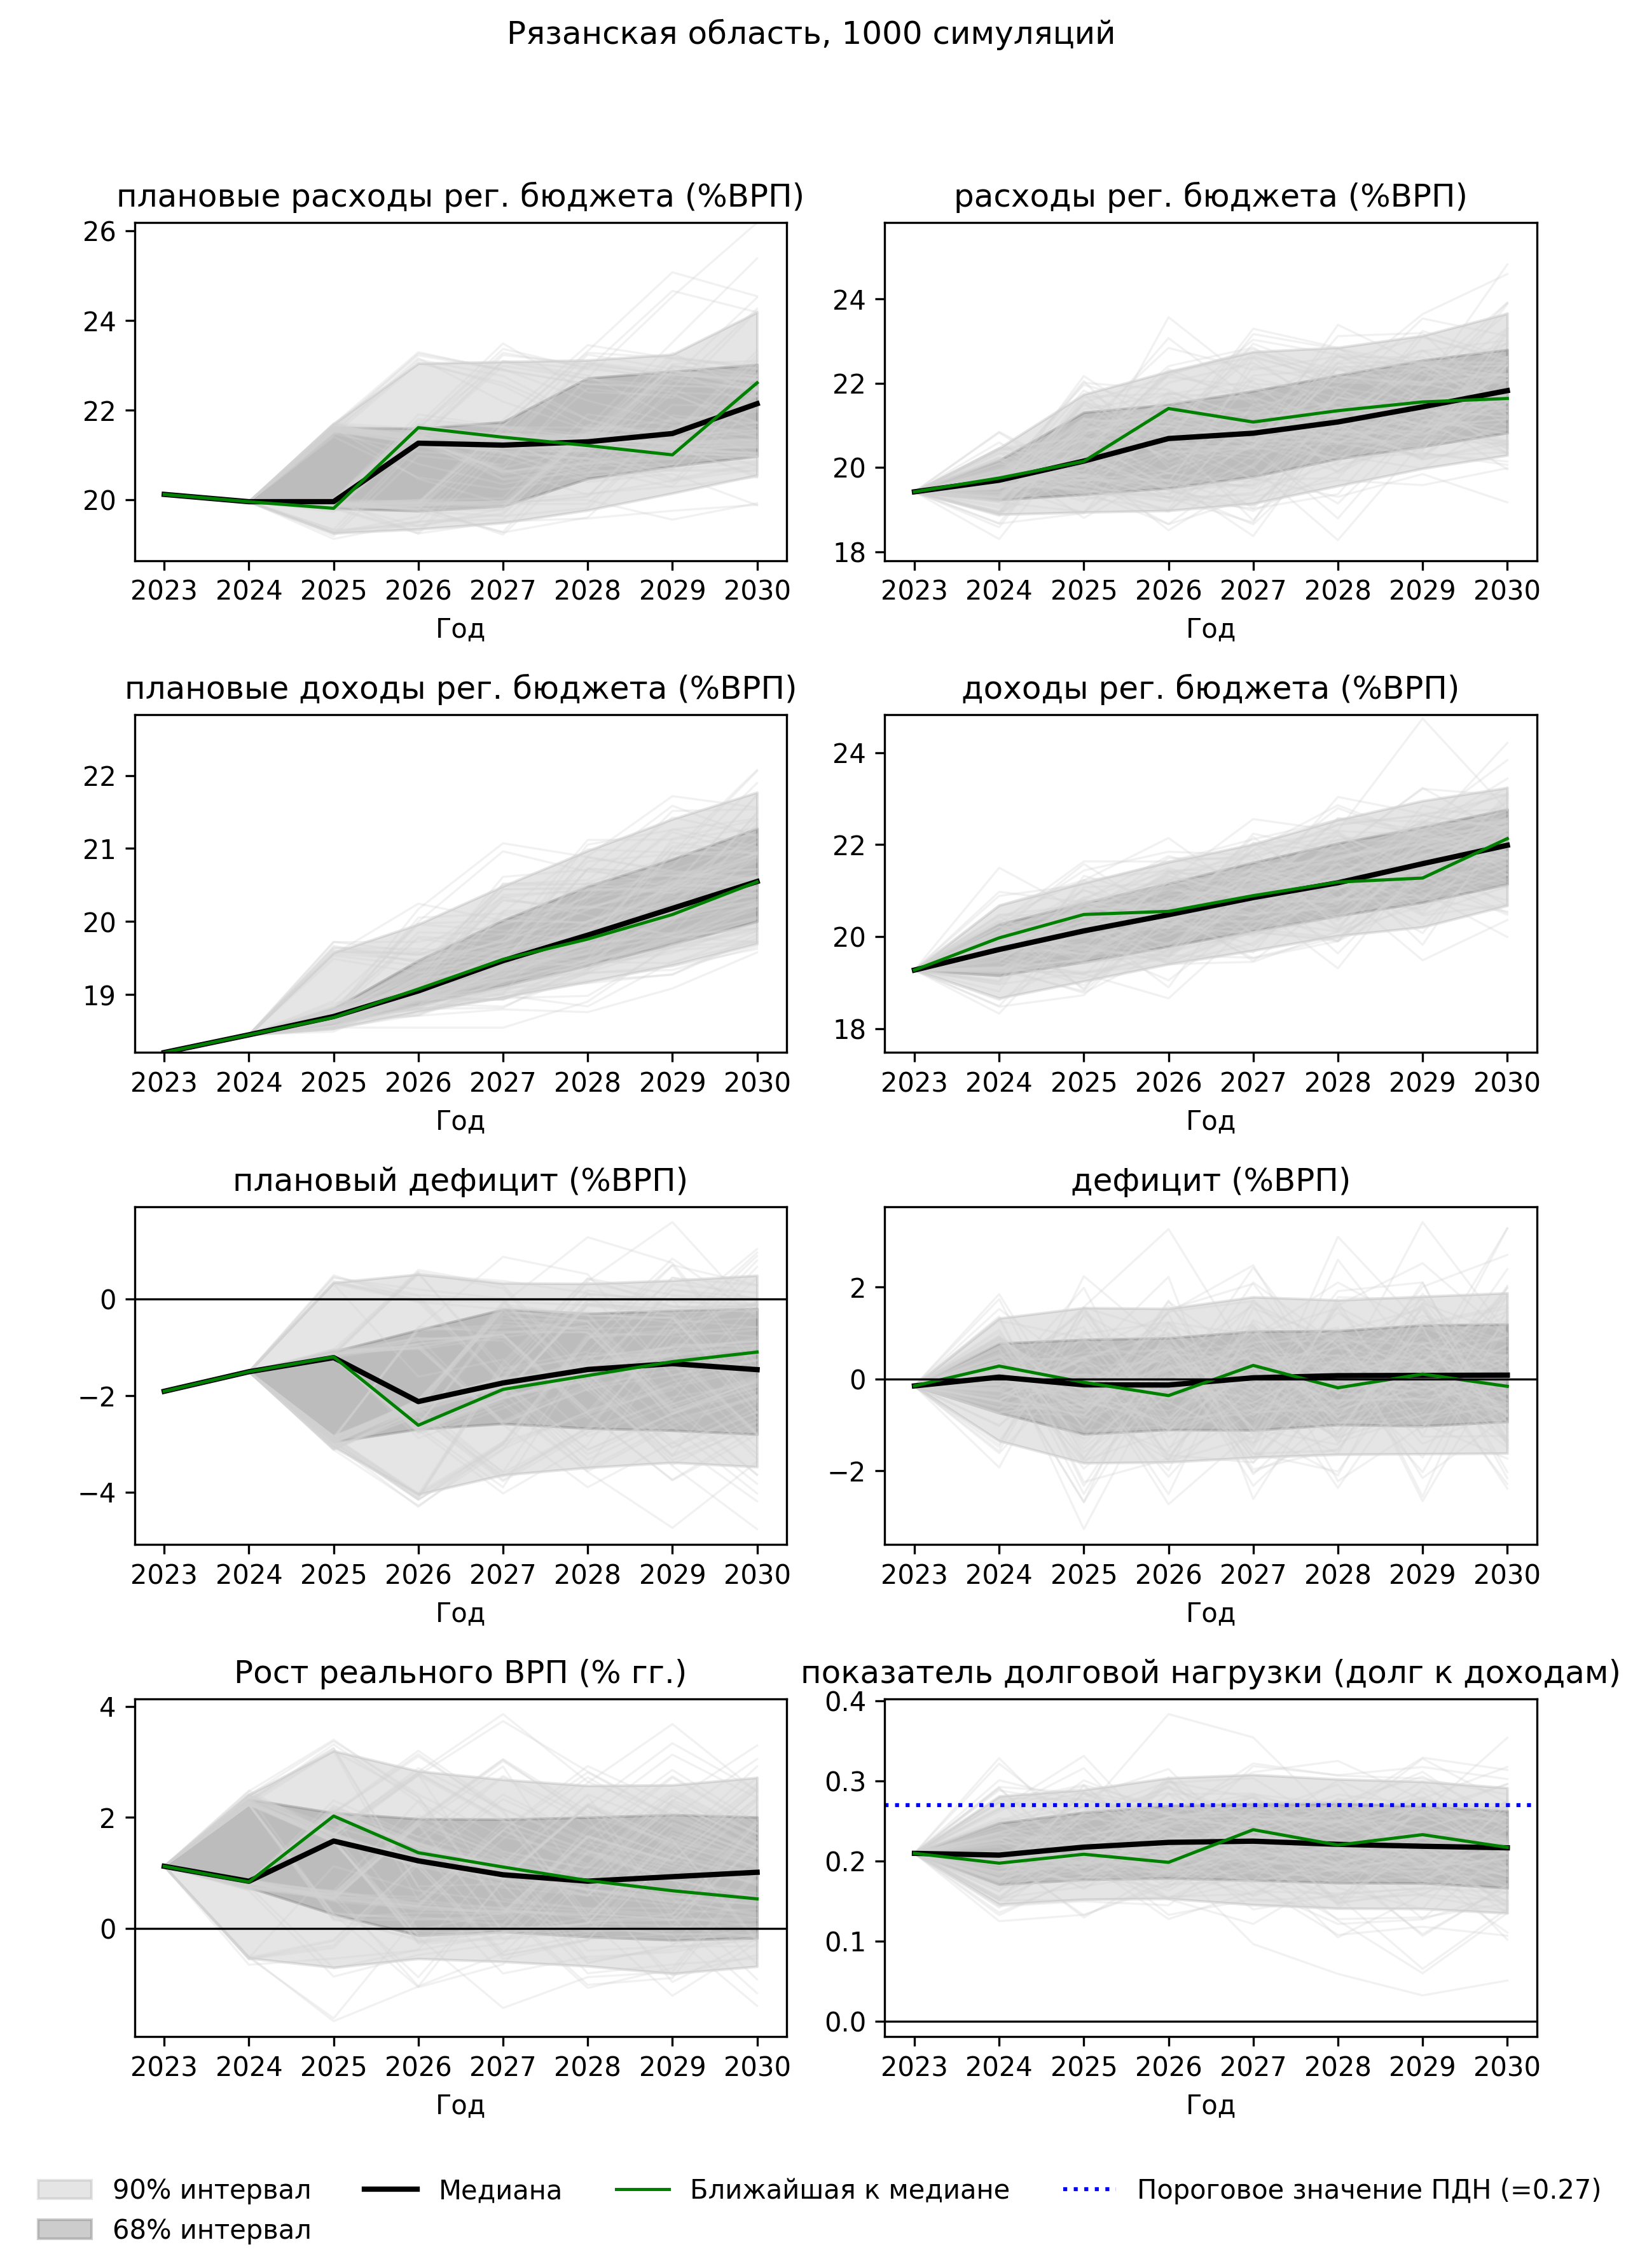 Рязанская область, 1000 симуляций
плановые расходы рег. бюджета (%ВРП)
26
24
22
20
2023 2024 2025 2026 2027 2028 2029 2030
Год
расходы рег. бюджета (%ВРП)
24
22
20
18
2023 2024 2025 2026 2027 2028 2029 2030
Год
плановые доходы рег. бюджета (%ВРП)
22
21
20
19
2023 2024 2025 2026 2027 2028 2029 2030
Год
доходы рег. бюджета (%ВРП)
24
22
20
18
2023 2024 2025 2026 2027 2028 2029 2030
Год
плановый дефицит (%ВРП)
0
−2
−4
2023 2024 2025 2026 2027 2028 2029 2030
Год
дефицит (%ВРП)
2
0
−2
2023 2024 2025 2026 2027 2028 2029 2030
Год
Рост реального ВРП (% гг.)
4
2
0
2023 2024 2025 2026 2027 2028 2029 2030
Год
показатель долговой нагрузки (долг к доходам)
0.4
0.3
0.2
0.1
0.0
2023 2024 2025 2026 2027 2028 2029 2030
Год
90% интервал
68% интервал
Медиана
Ближайшая к медиане
Пороговое значение ПДН (=0.27)